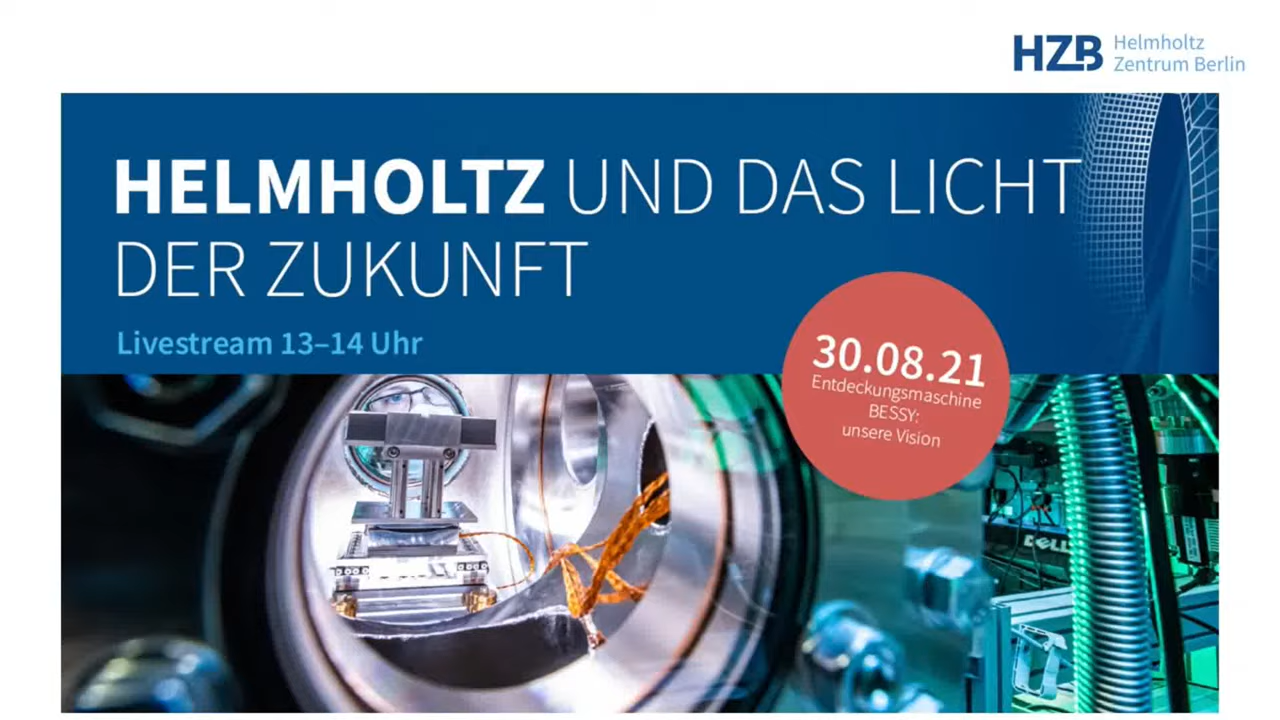 HZB Helmholtz
Zentrum Berlin
HELMHOLTZ UND DAS LICHT
DER ZUKUNFT
Livestream 13–14 Uhr
30.08.21
Entdeckungsmaschine
BESSY:
unsere Vision
DELL